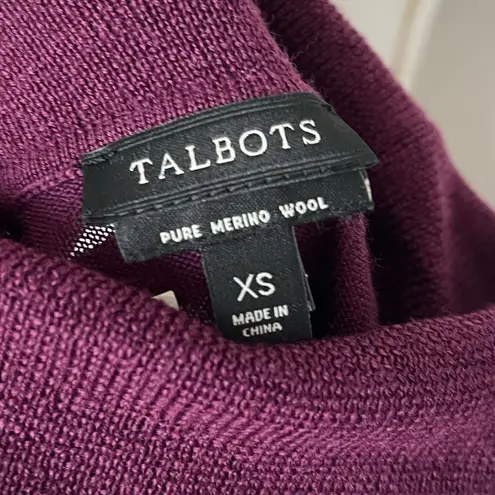 TALBOTS
PURE MERINO WOOL
XS
MADE IN
CHINA